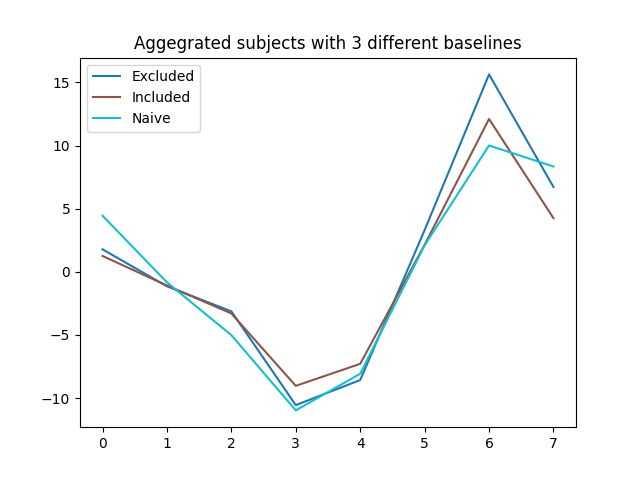 Aggegrated subjects with 3 different baselines
Excluded
Included
Naive
15
10
5
0
−5
−10
0 1 2 3 4 5 6 7